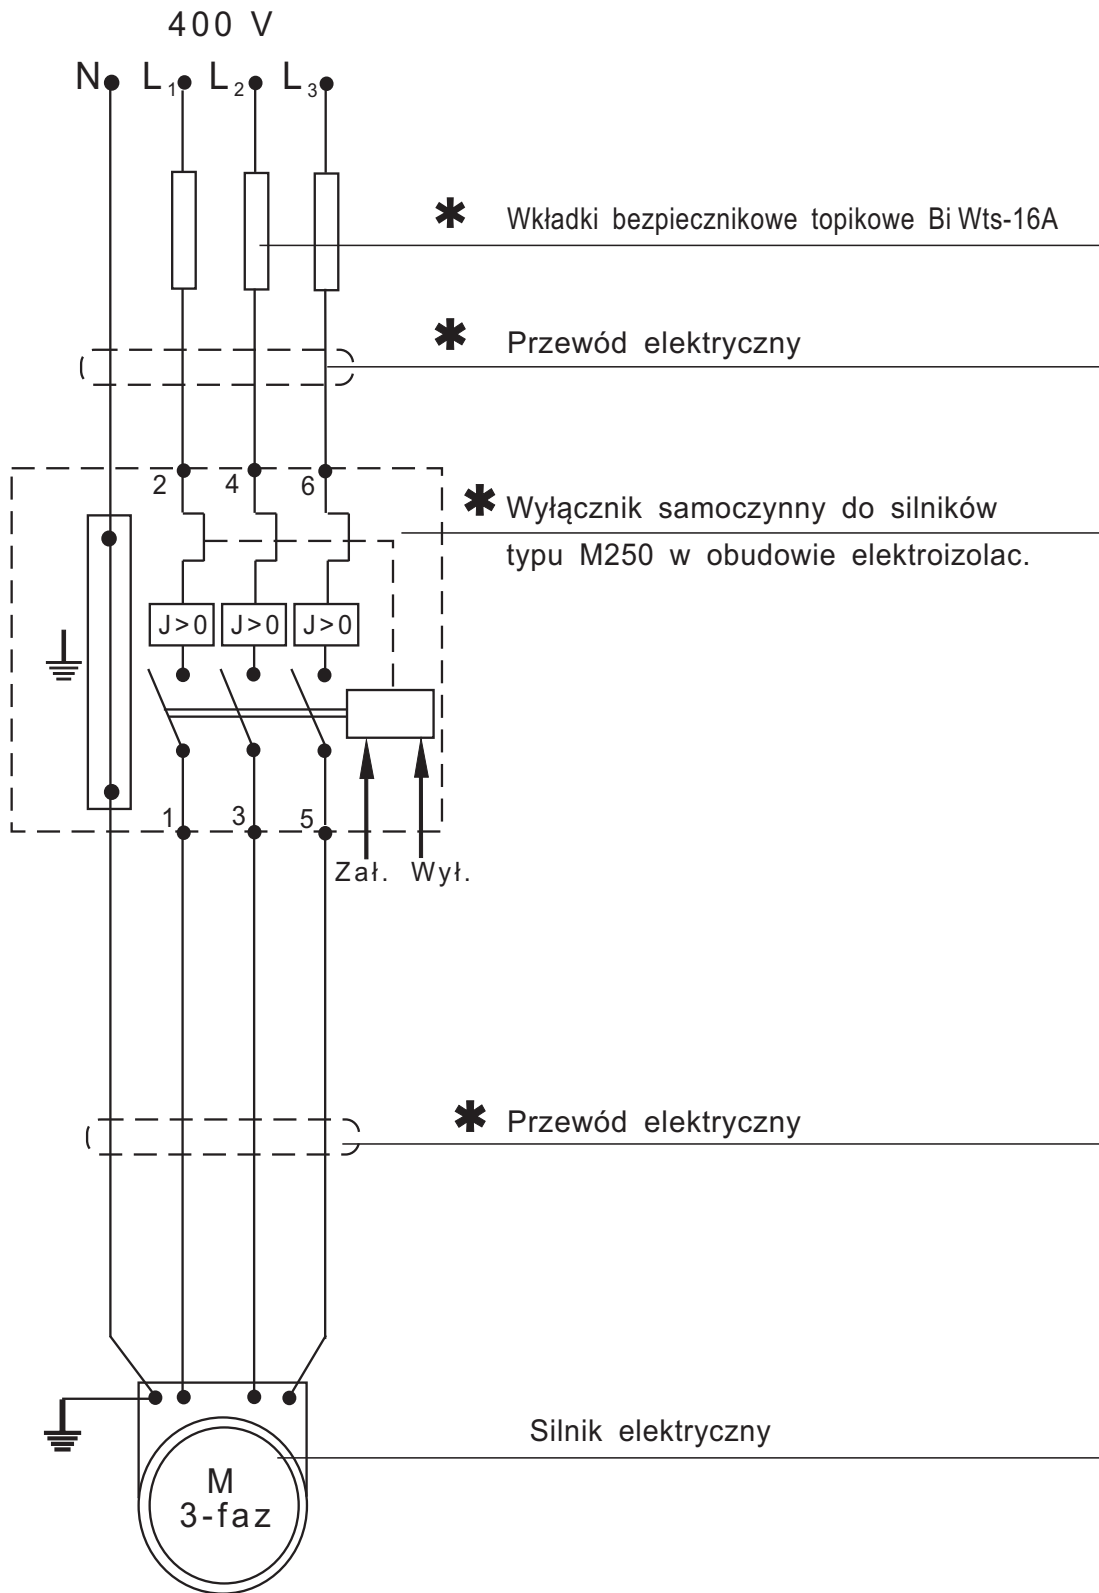 400 V
N L1 L2 L3
✱ Wkładki bezpiecznikowe topikowe Bi Wts-16A
✱ Przewód elektryczny
2 4 6
✱ Wyłącznik samoczynny do silników
typu M250 w obudowie elektroizolac.
J>0 J>0 J>0
1 3 5
Zał. Wył.
✱ Przewód elektryczny
Silnik elektryczny
M
3-faz